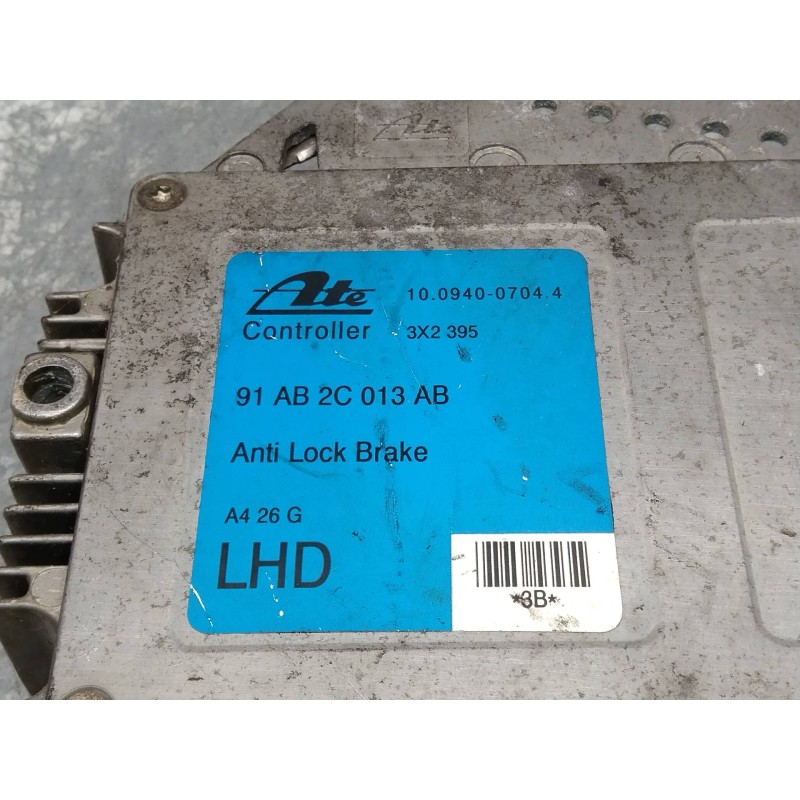 Ate
Ate 10.0940-0704.4
Controller 3X2 395
91 AB 2C 013 AB
Anti Lock Brake
A4 26 G
LHD
*3B*